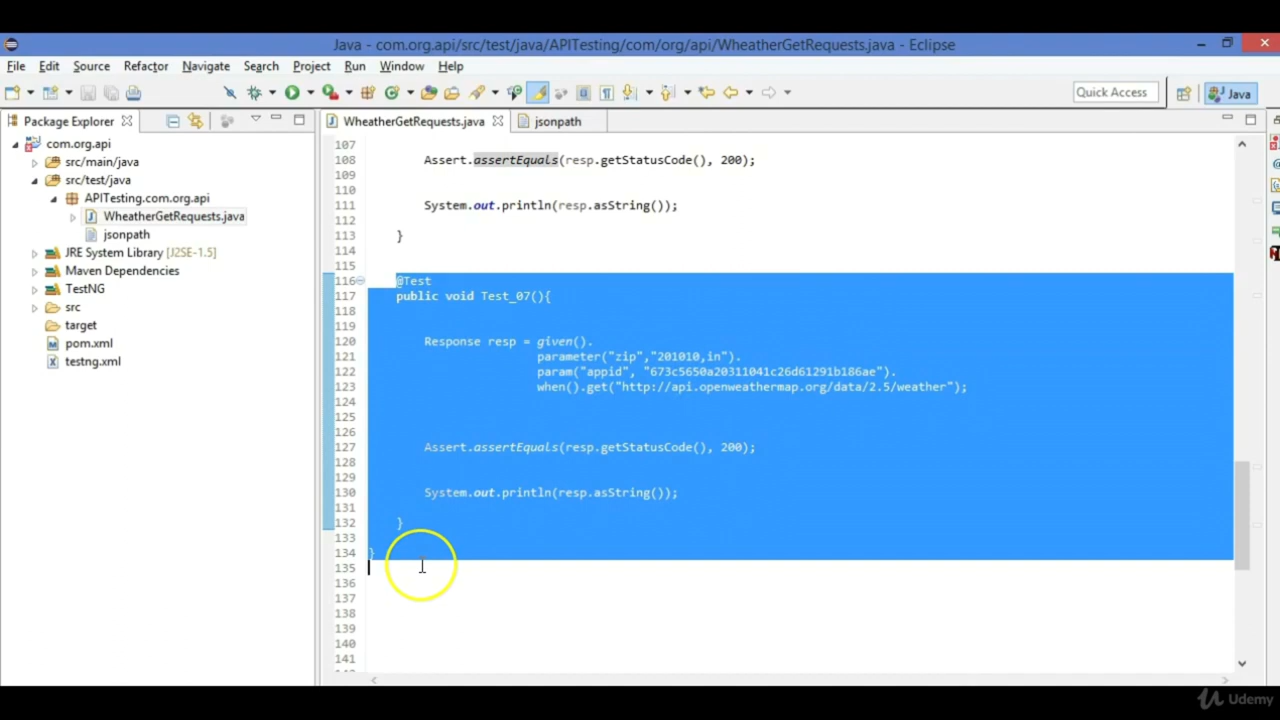 Java - com.org.api/src/test/java/APITesting/com/org/api/WheatherGetRequests.java - Eclipse
File Edit Source Refactor Navigate Search Project Run Window Help
Quick Access
Java
Package Explorer
WheatherGetRequests.java
jsonpath
com.org.api
src/main/java
src/test/java
APITesting.com.org.api
WheatherGetRequests.java
jsonpath
JRE System Library [J2SE-1.5]
Maven Dependencies
TestNG
src
target
pom.xml
testng.xml
107
108 Assert.assertEquals(resp.getStatusCode(), 200);
109
110
111 System.out.println(resp.asString());
112
113 }
114
115
116 @Test
117 public void Test_07(){
118
119
120 Response resp = given().
121 parameter("zip","201010,in").
122 param("appid", "673c5650a20311041c26d61291b186ae").
123 when().get("http://api.openweathermap.org/data/2.5/weather");
124
125
126
127 Assert.assertEquals(resp.getStatusCode(), 200);
128
129
130 System.out.println(resp.asString());
131
132 }
133
134 }
135
136
137
138
139
140
141
Udemy